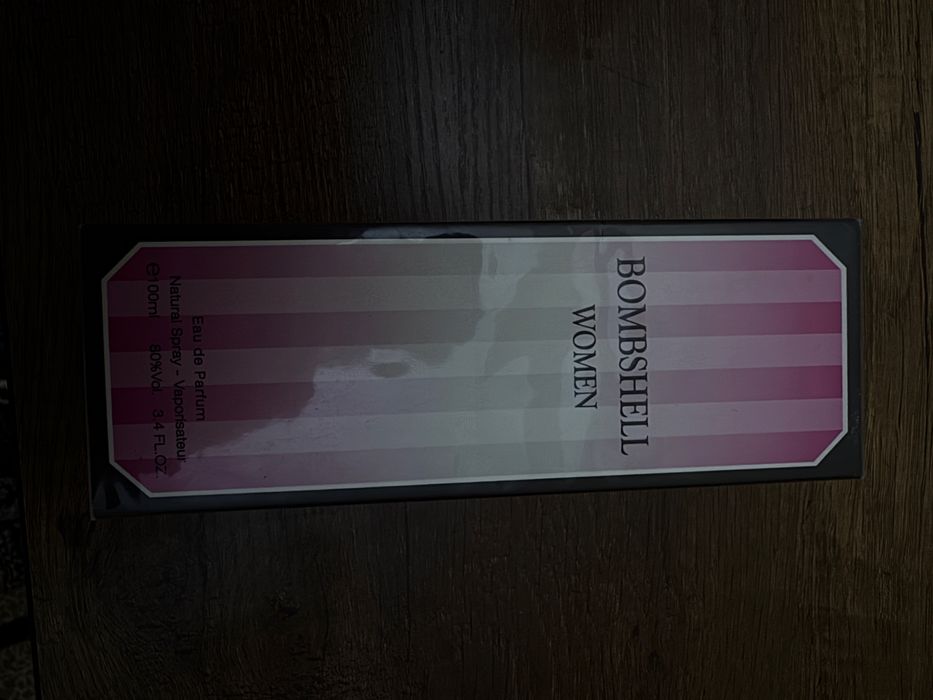 BOMBSHELL
WOMEN
Eau de Parfum
Natural Spray - Vaporisateur
℮100ml 80%Vol. 3.4 FL.OZ.